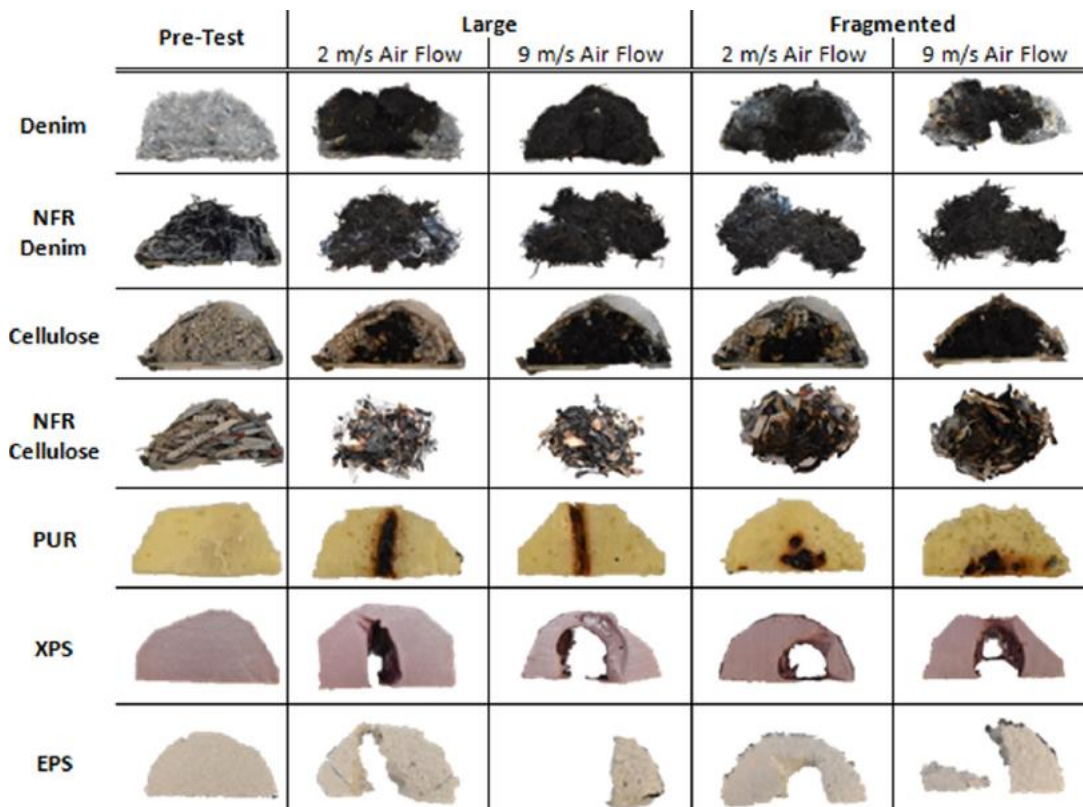 Pre-Test
Large
Fragmented
2 m/s Air Flow
9 m/s Air Flow
2 m/s Air Flow
9 m/s Air Flow
Denim
NFR
Denim
Cellulose
NFR
Cellulose
PUR
XPS
EPS